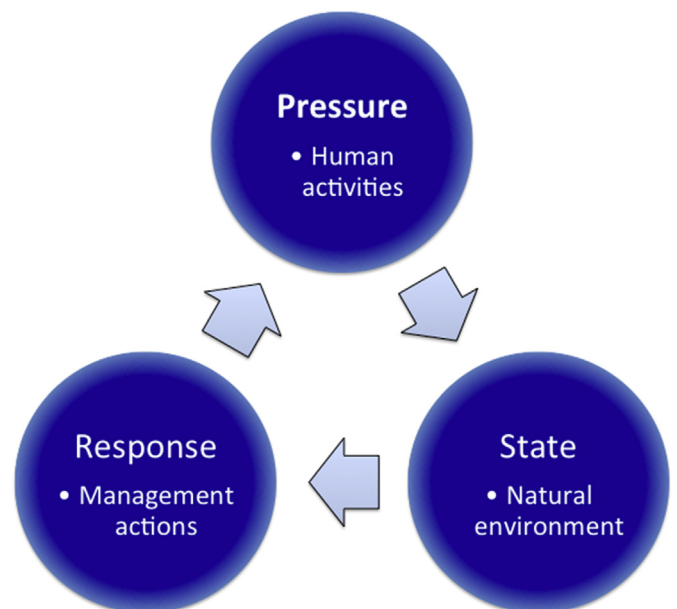 Pressure
• Human
activities
Response
• Management
actions
State
• Natural
environment